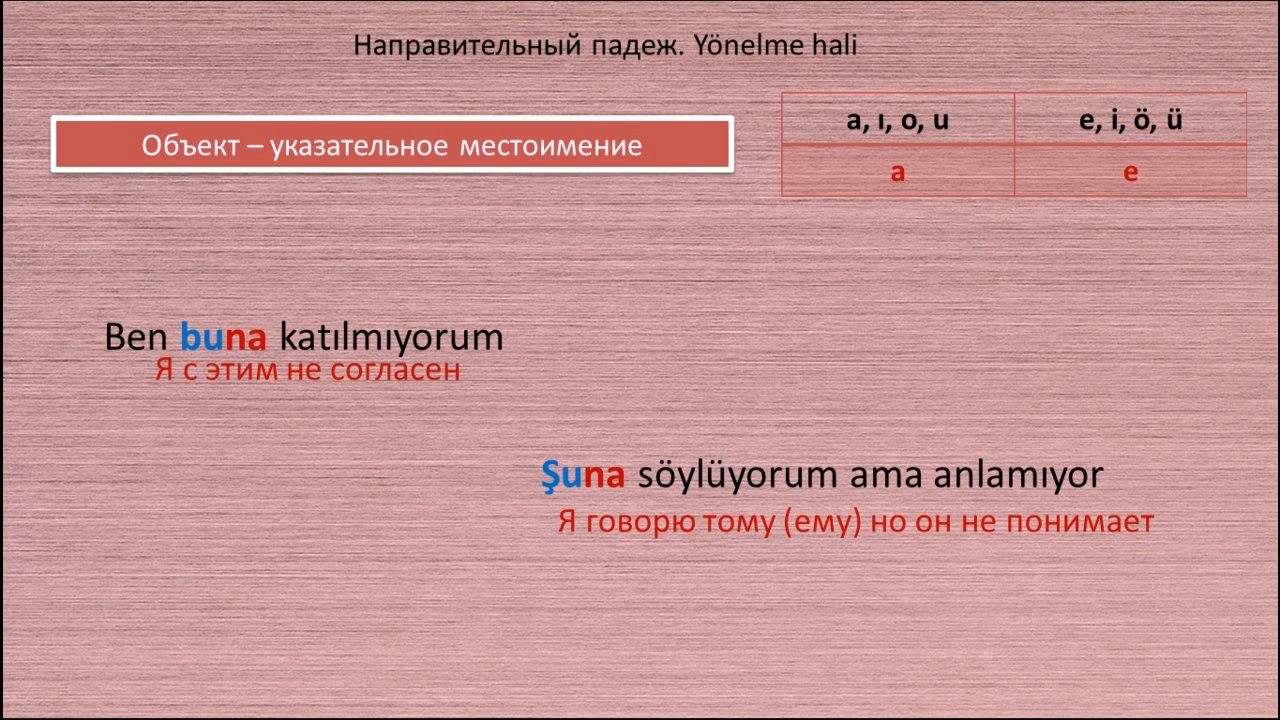 Направительный падеж. Yönelme hali
Объект – указательное местоимение
a, ı, o, u
e, i, ö, ü
a
e
Ben buna katılmıyorum
Я с этим не согласен
Şuna söylüyorum ama anlamıyor
Я говорю тому (ему) но он не понимает